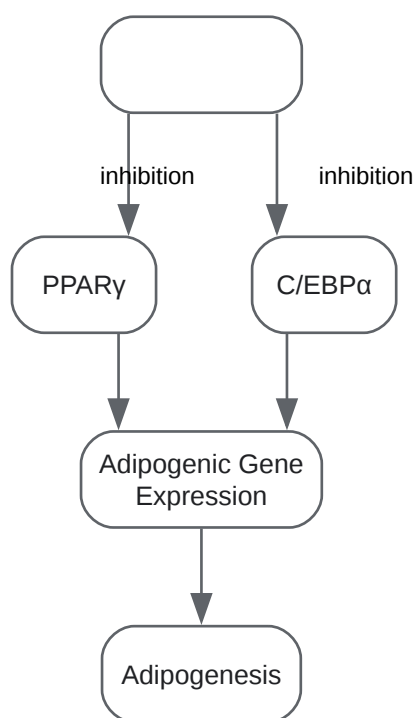 inhibition
inhibition
PPARγ
C/EBPα
Adipogenic Gene
Expression
Adipogenesis